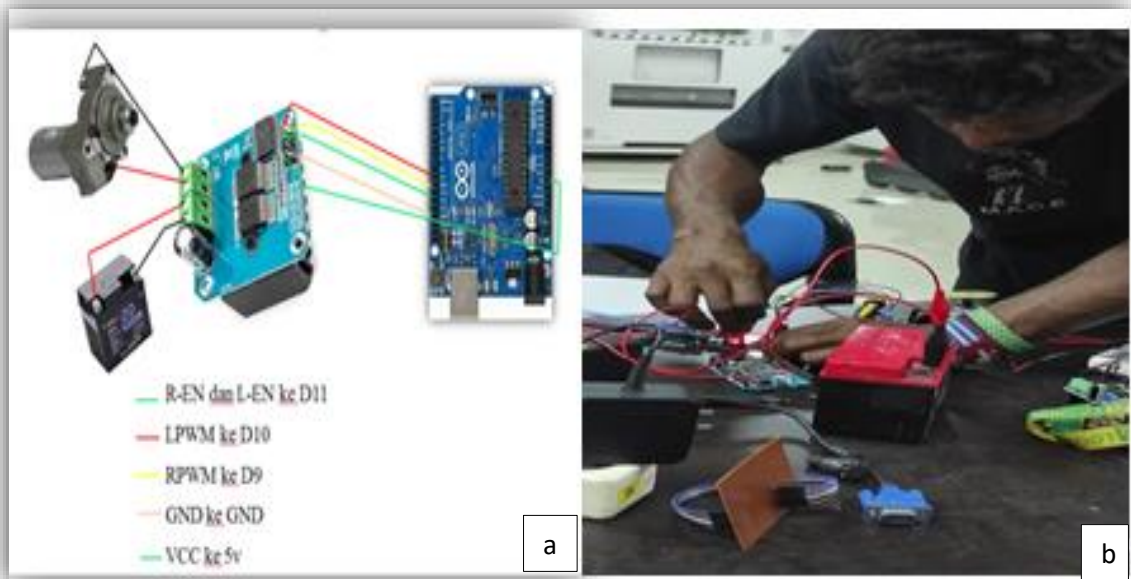 R-EN dan L-EN ke D11
LPWM ke D10
RPWM ke D9
GND ke GND
VCC ke 5v
a
b